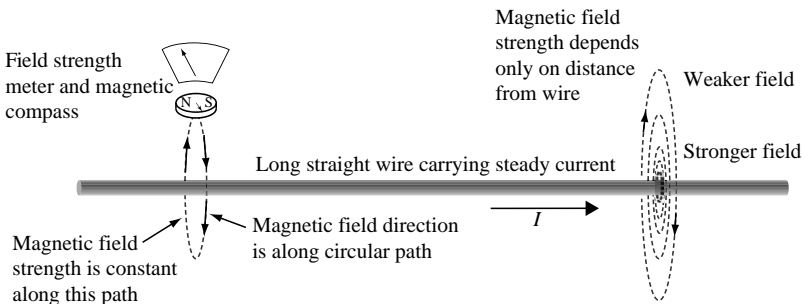 Field strength
meter and magnetic
compass
N S
Magnetic field
strength depends
only on distance
from wire
Weaker field
Stronger field
Long straight wire carrying steady current
I
Magnetic field direction
is along circular path
Magnetic field
strength is constant
along this path